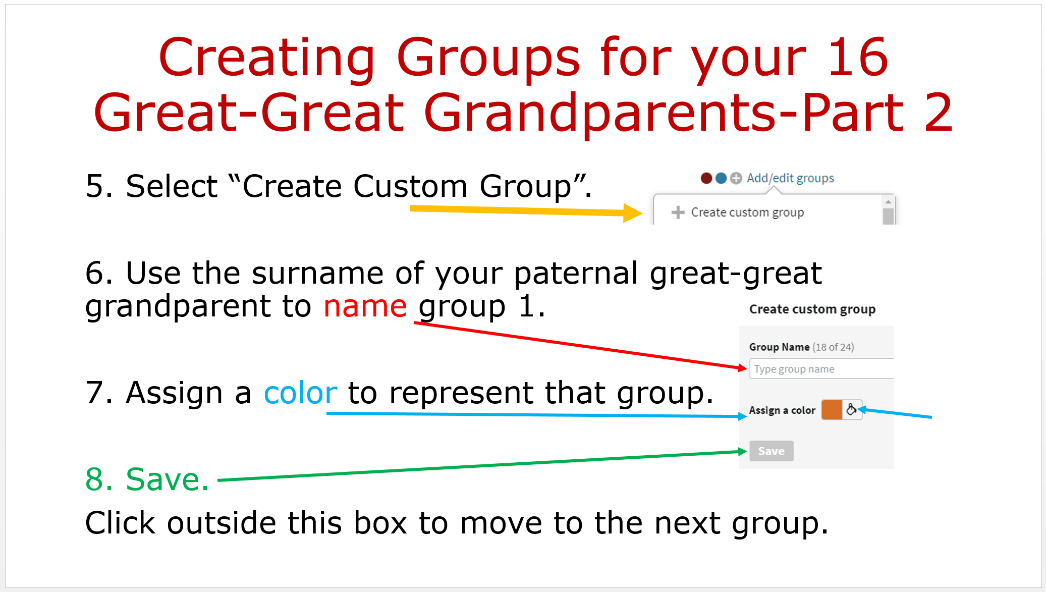 Creating Groups for your 16
Great-Great Grandparents-Part 2
5. Select “Create Custom Group”.
Add/edit groups
Create custom group
6. Use the surname of your paternal great-great
grandparent to name group 1.
Create custom group
Group Name (18 of 24)
Type group name
7. Assign a color to represent that group.
Assign a color
Save
8. Save.
Click outside this box to move to the next group.